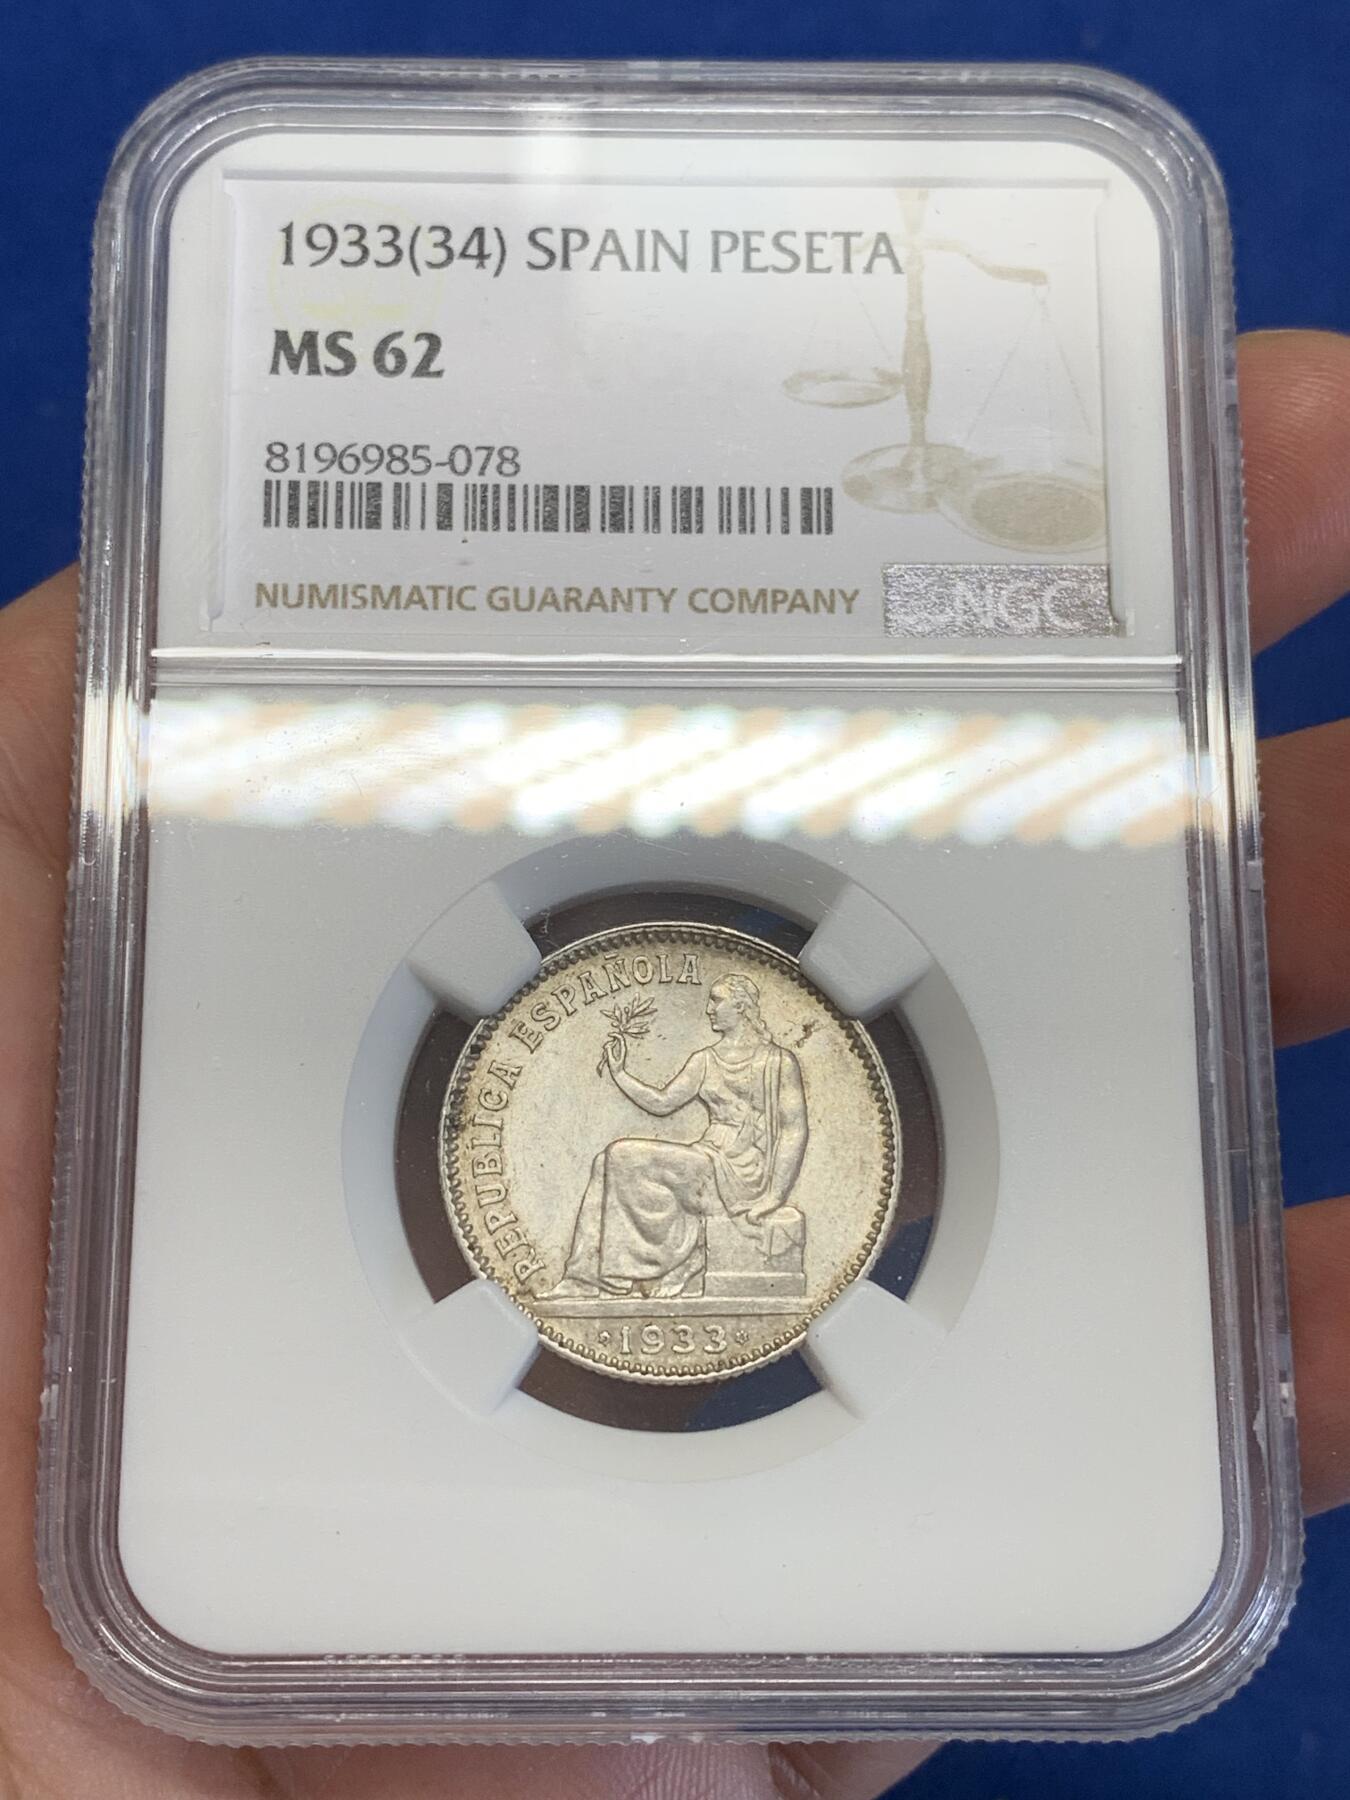 1933(34) SPAIN PESETA
MS 62
8196985-078
NUMISMATIC GUARANTY COMPANY
NGC
REPUBLICA ESPAÑOLA
1933